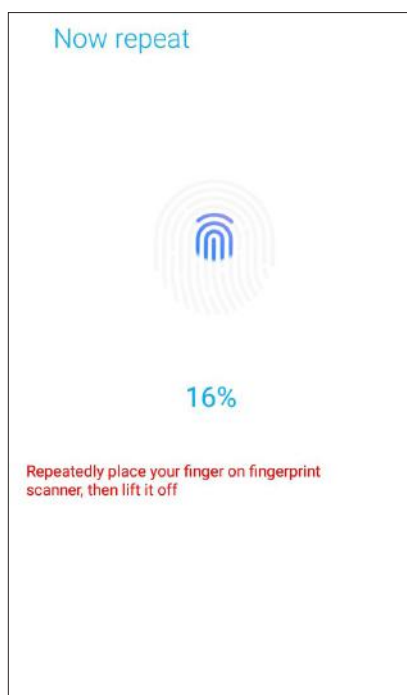 Now repeat
16%
Repeatedly place your finger on fingerprint
scanner, then lift it off